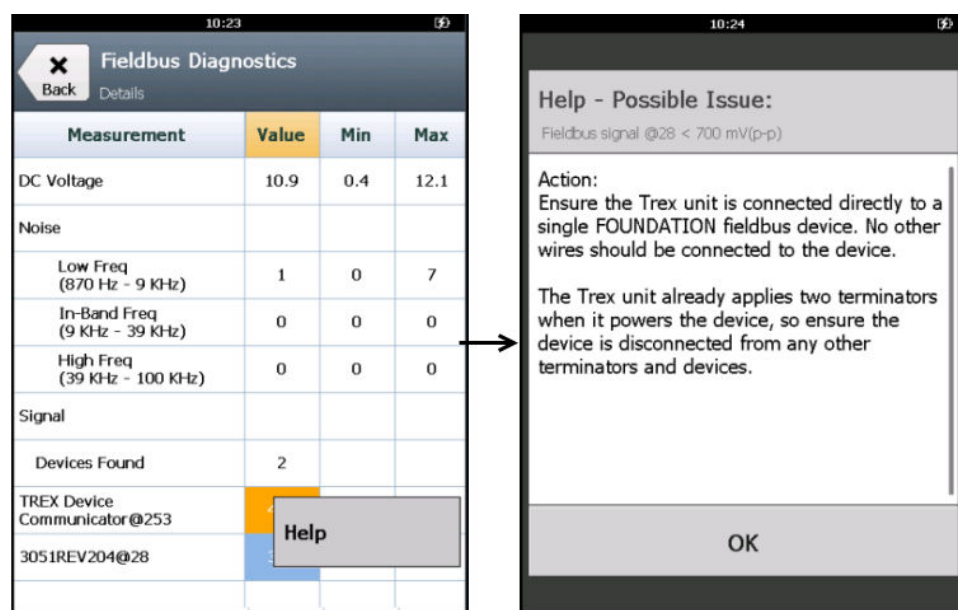 10:23
Fieldbus Diagnostics
Back
Details
Measurement Value Min Max
DC Voltage 10.9 0.4 12.1
Noise
Low Freq
(870 Hz - 9 KHz) 1 0 7
In-Band Freq
(9 KHz - 39 KHz) 0 0 0
High Freq
(39 KHz - 100 KHz) 0 0 0
Signal
Devices Found 2
TREX Device
Communicator@253
Help
3051REV204@28
10:24
Help - Possible Issue:
Fieldbus signal @28 < 700 mV(p-p)
Action:
Ensure the Trex unit is connected directly to a
single FOUNDATION fieldbus device. No other
wires should be connected to the device.
The Trex unit already applies two terminators
when it powers the device, so ensure the
device is disconnected from any other
terminators and devices.
OK